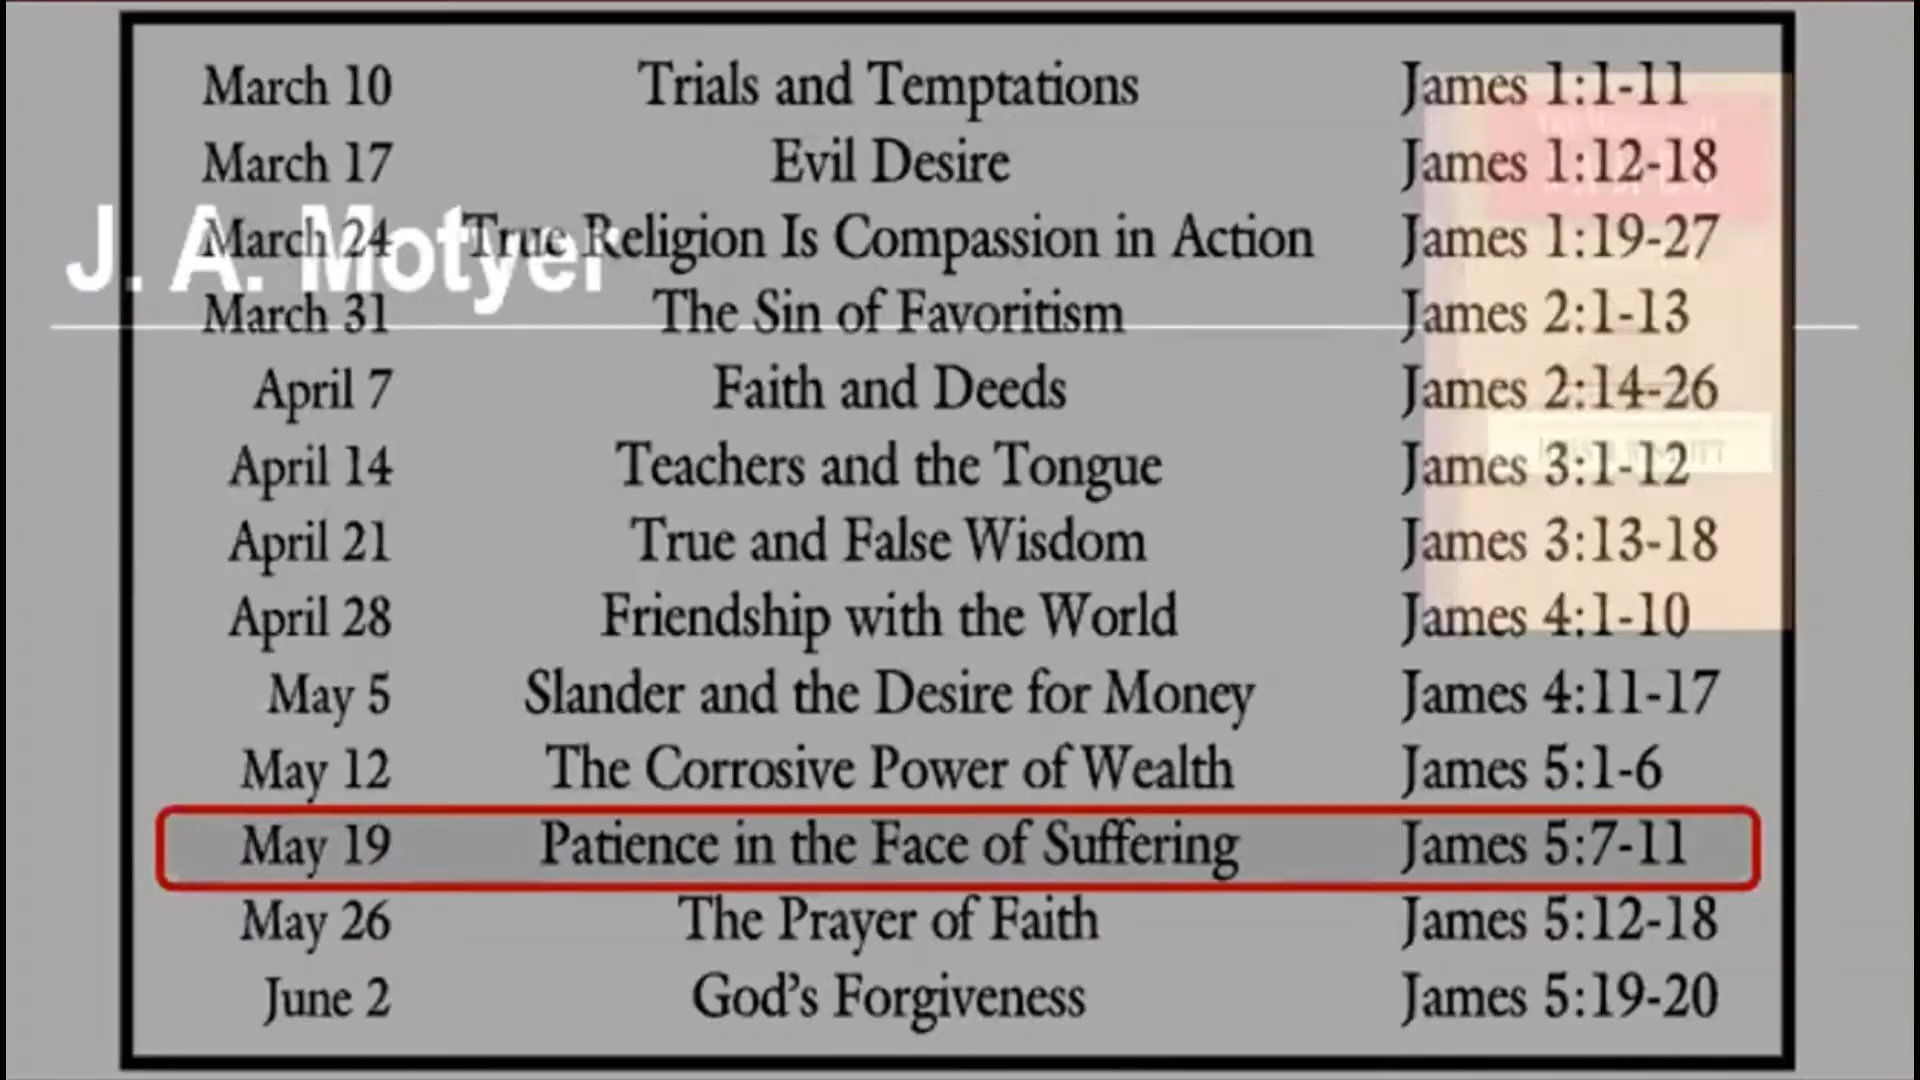 March 10 Trials and Temptations James 1:1-11
March 17 Evil Desire James 1:12-18
March 24 True Religion Is Compassion in Action James 1:19-27
J. A. Motyer
March 31 The Sin of Favoritism James 2:1-13
April 7 Faith and Deeds James 2:14-26
April 14 Teachers and the Tongue James 3:1-12
April 21 True and False Wisdom James 3:13-18
April 28 Friendship with the World James 4:1-10
May 5 Slander and the Desire for Money James 4:11-17
May 12 The Corrosive Power of Wealth James 5:1-6
May 19 Patience in the Face of Suffering James 5:7-11
May 26 The Prayer of Faith James 5:12-18
June 2 God's Forgiveness James 5:19-20